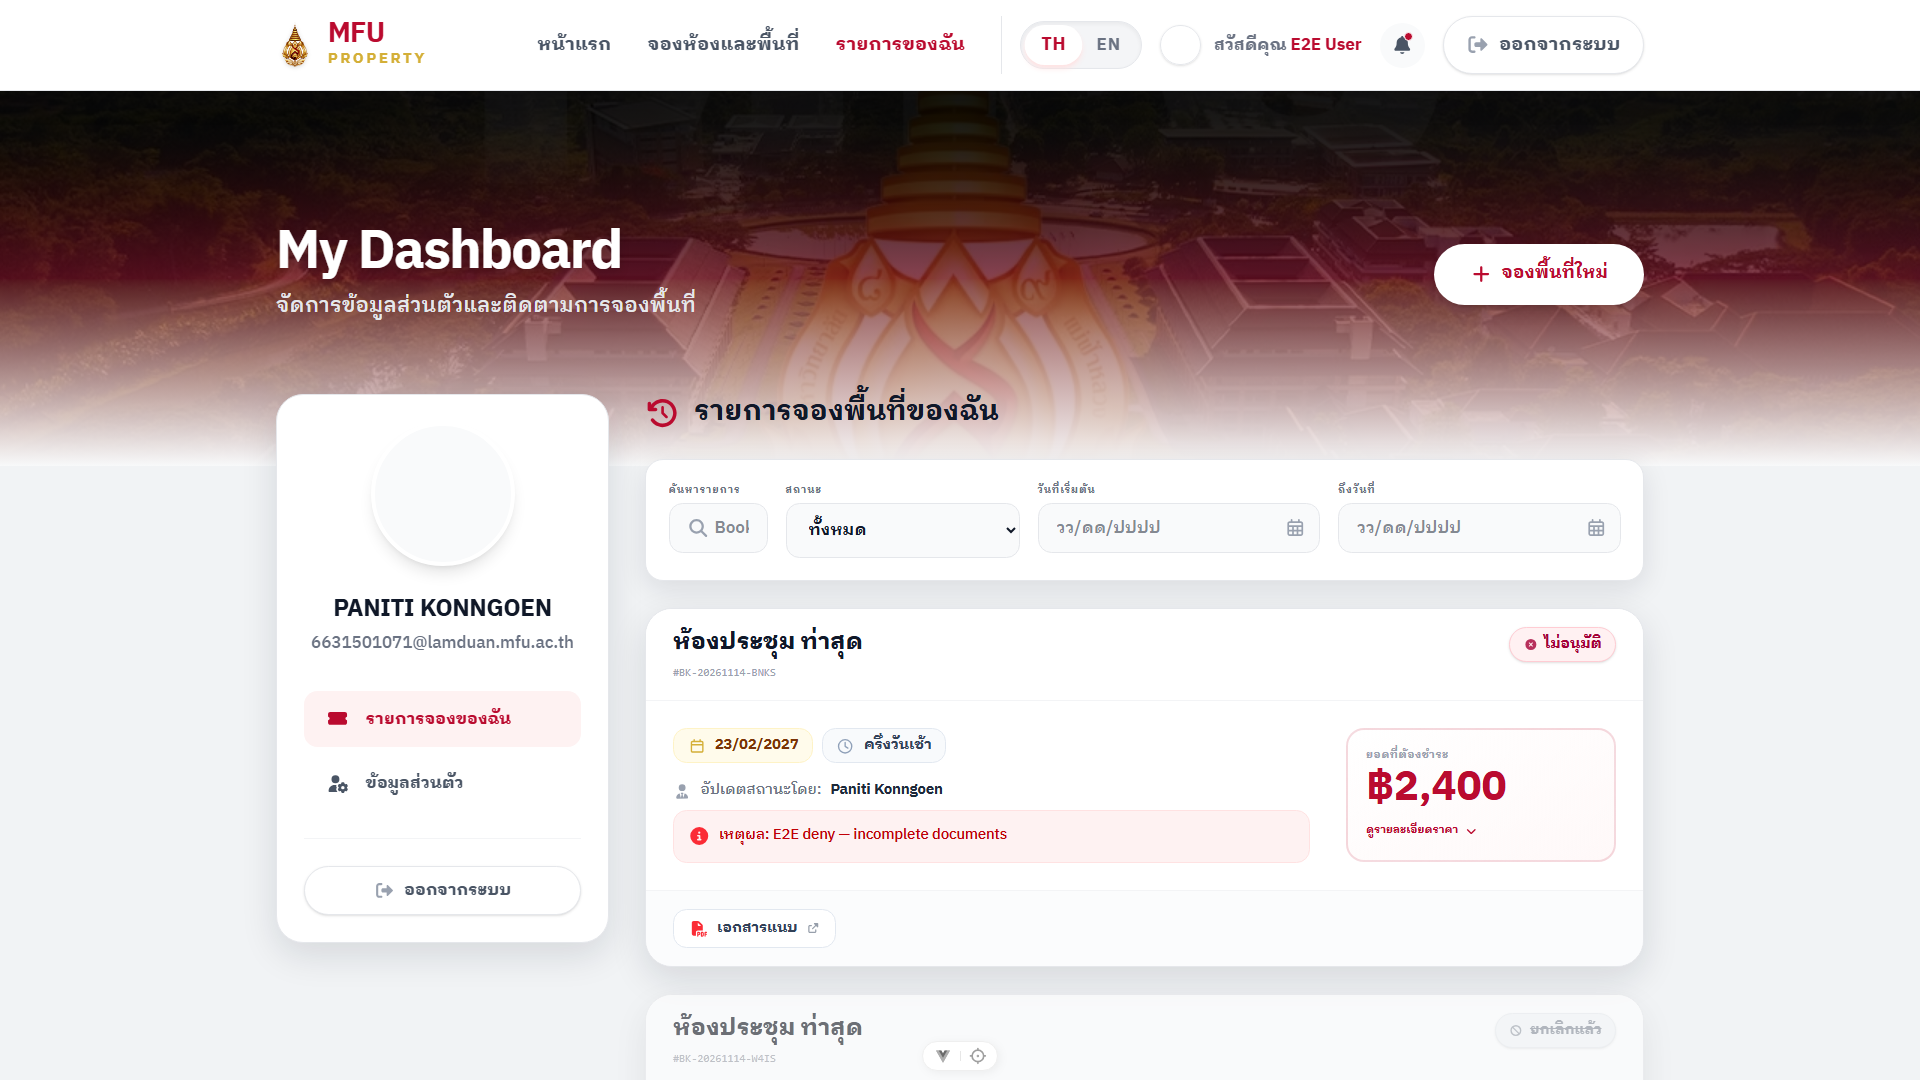 MFU
PROPERTY
หน้าแรก
จองห้องและพื้นที่
รายการของฉัน
TH
EN
สวัสดีคุณ E2E User
ออกจากระบบ
My Dashboard
จัดการข้อมูลส่วนตัวและติดตามการจองพื้นที่
จองพื้นที่ใหม่
PANITI KONNGOEN
6631501071@lamduan.mfu.ac.th
รายการจองของฉัน
ข้อมูลส่วนตัว
ออกจากระบบ
รายการจองพื้นที่ของฉัน
ค้นหารายการ
สถานะ
วันที่เริ่มต้น
ถึงวันที่
Bool
ทั้งหมด
วว/ดด/ปปปป
วว/ดด/ปปปป
ห้องประชุม ท่าสุด
#BK-20261114-BNKS
ไม่อนุมัติ
23/02/2027
ครึ่งวันเช้า
อัปเดตสถานะโดย: Paniti Konngoen
เหตุผล: E2E deny — incomplete documents
ยอดที่ต้องชำระ
฿2,400
ดูรายละเอียดราคา
เอกสารแนบ
ห้องประชุม ท่าสุด
#BK-20261114-W4IS
ยกเลิกแล้ว